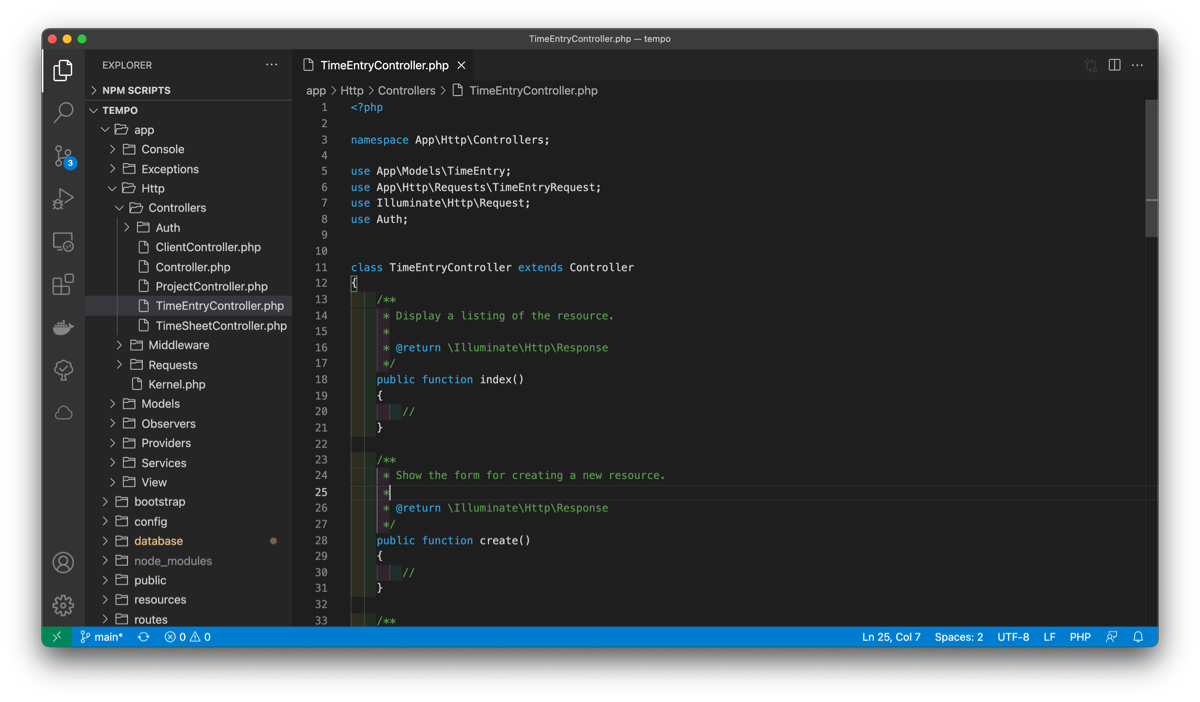 TimeEntryController.php — tempo
EXPLORER
NPM SCRIPTS
TEMPO
app
Console
Exceptions
Http
Controllers
Auth
ClientController.php
Controller.php
ProjectController.php
TimeEntryController.php
TimeSheetController.php
Middleware
Requests
Kernel.php
Models
Observers
Providers
Services
View
bootstrap
config
database
node_modules
public
resources
routes
3
TimeEntryController.php
app > Http > Controllers > TimeEntryController.php
1 <?php
2
3 namespace App\Http\Controllers;
4
5 use App\Models\TimeEntry;
6 use App\Http\Requests\TimeEntryRequest;
7 use Illuminate\Http\Request;
8 use Auth;
9
10
11 class TimeEntryController extends Controller
12 {
13 /**
14 * Display a listing of the resource.
15 *
16 * @return \Illuminate\Http\Response
17 */
18 public function index()
19 {
20 //
21 }
22
23 /**
24 * Show the form for creating a new resource.
25 *
26 * @return \Illuminate\Http\Response
27 */
28 public function create()
29 {
30 //
31 }
32
33 /**
main* 0 0 Ln 25, Col 7 Spaces: 2 UTF-8 LF PHP